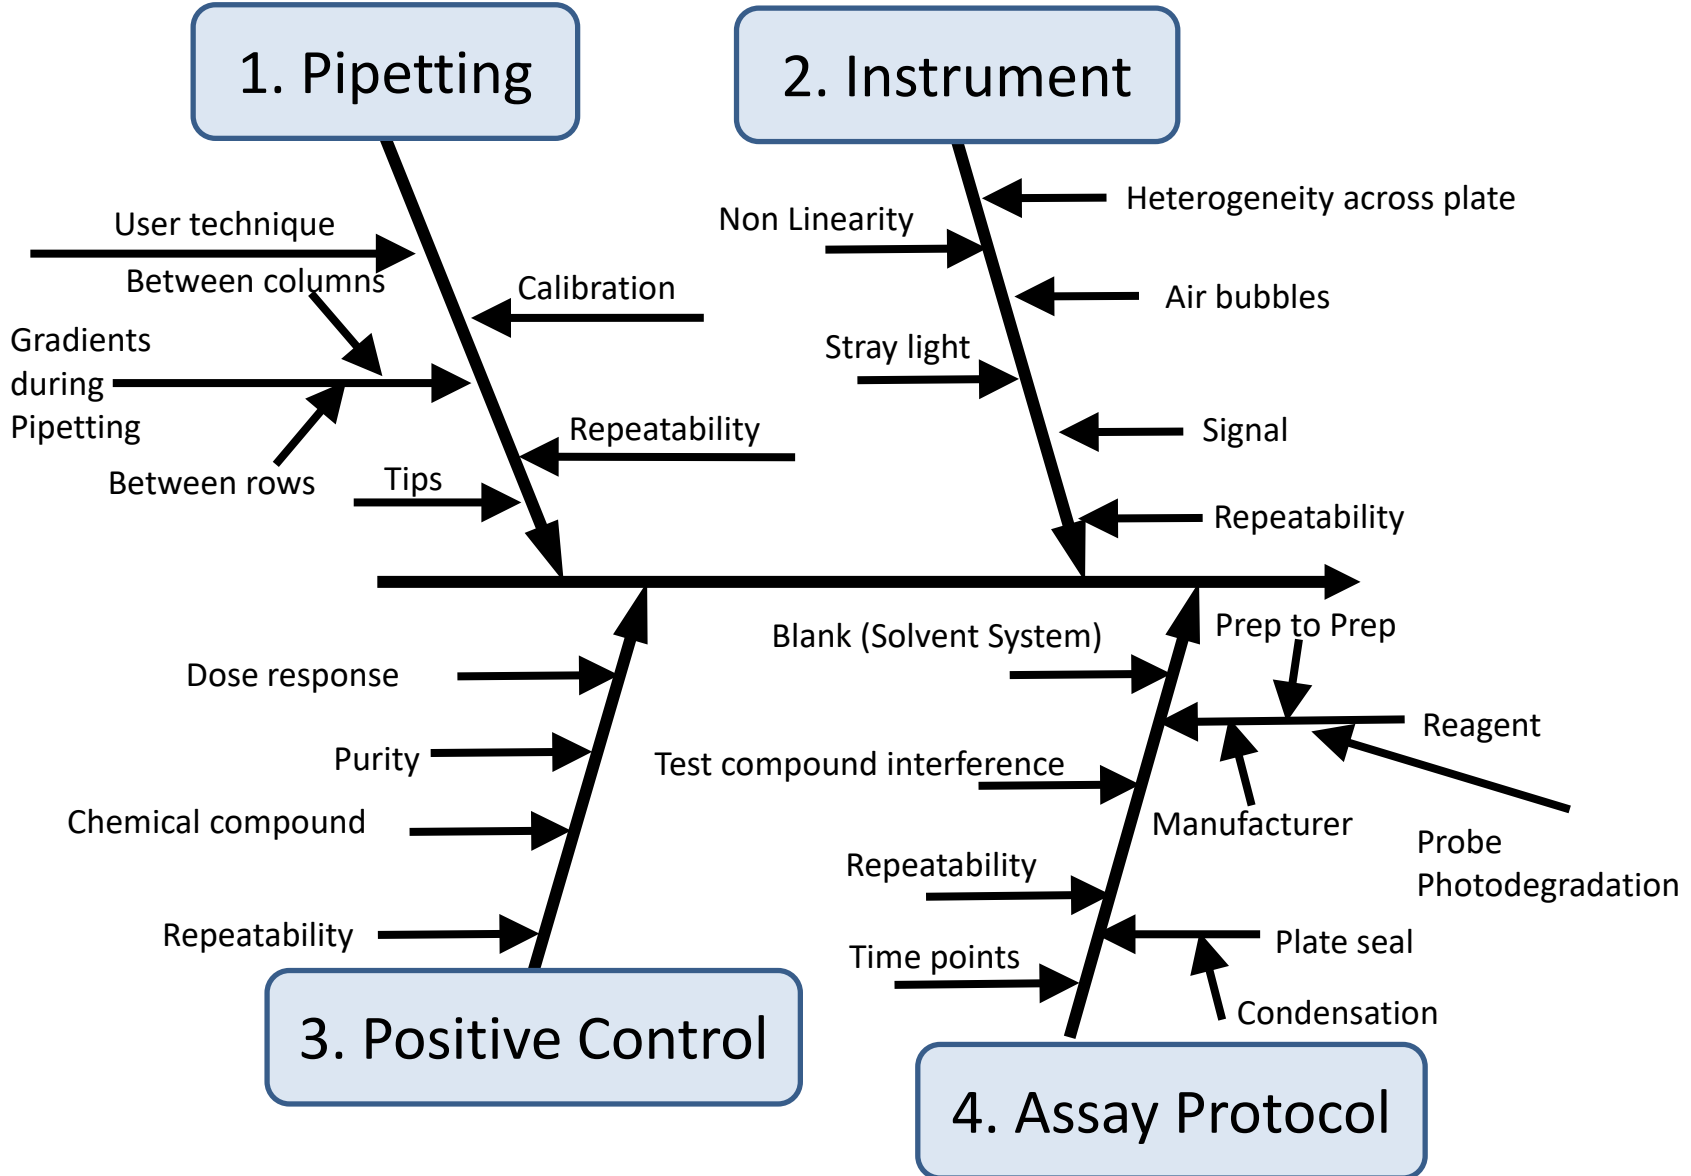 1. Pipetting
2. Instrument
User technique
Between columns
Gradients
during
Pipetting
Between rows
Calibration
Repeatability
Tips
Non Linearity
Heterogeneity across plate
Air bubbles
Stray light
Signal
Repeatability
Dose response
Purity
Chemical compound
Repeatability
3. Positive Control
Blank (Solvent System)
Prep to Prep
Reagent
Test compound interference
Manufacturer
Probe
Photodegradation
Repeatability
Plate seal
Time points
Condensation
4. Assay Protocol